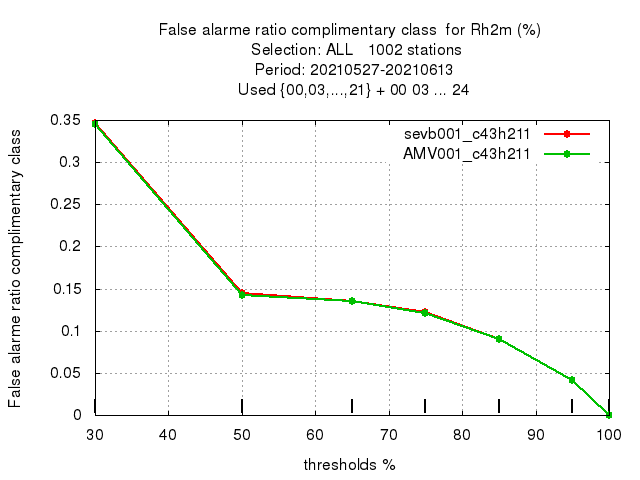 False alarme ratio complimentary class  for Rh2m (%)
Selection: ALL   1002 stations
Period: 20210527-20210613
Used {00,03,...,21} + 00 03 ... 24
False alarme ratio complimentary class
sevb001_c43h211
AMV001_c43h211
0.35
0.3
0.25
0.2
0.15
0.1
0.05
0
30 40 50 60 70 80 90 100
thresholds %